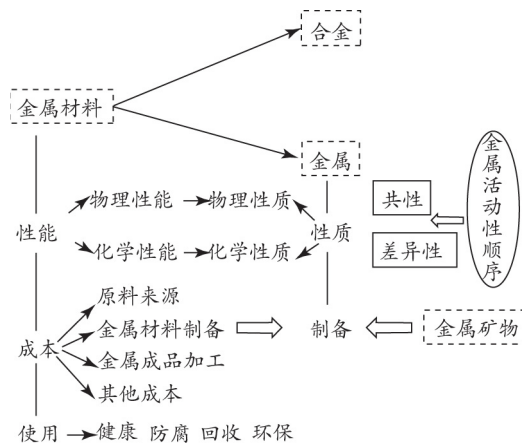 合金
金属材料
金属
物理性能 物理性质
共性
性能
性质
化学性能 化学性质
差异性
金属活动性顺序
原料来源
成本
金属材料制备
制备
金属矿物
金属成品加工
其他成本
使用
健康 防腐 回收 环保